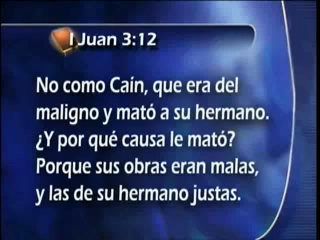 I Juan 3:12
No como Caín, que era del
maligno y mató a su hermano.
¿Y por qué causa le mató?
Porque sus obras eran malas,
y las de su hermano justas.